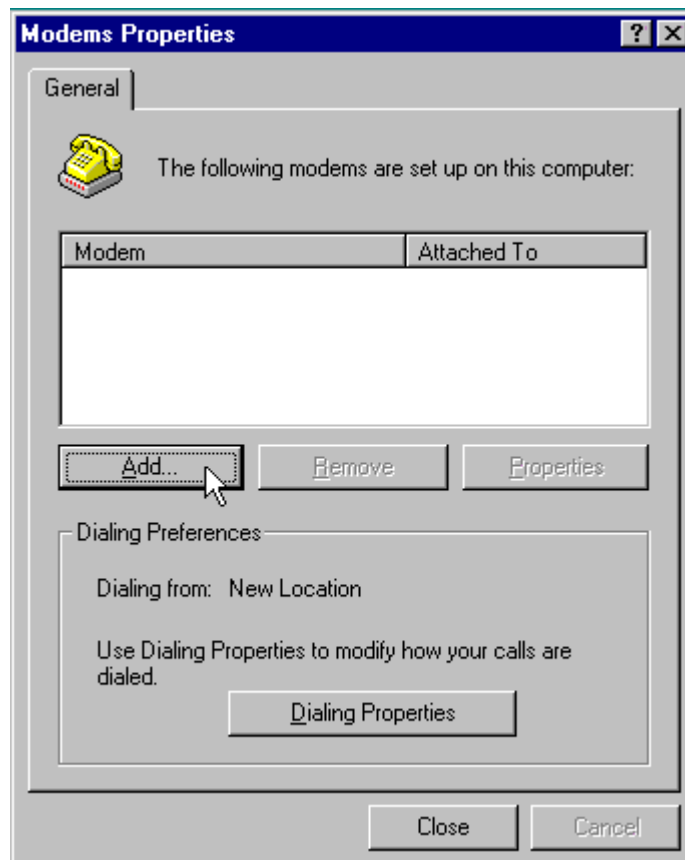 Modems Properties
General
The following modems are set up on this computer:
Modem Attached To
Add... Remove Properties
Dialing Preferences
Dialing from: New Location
Use Dialing Properties to modify how your calls are
dialed.
Dialing Properties
Close Cancel